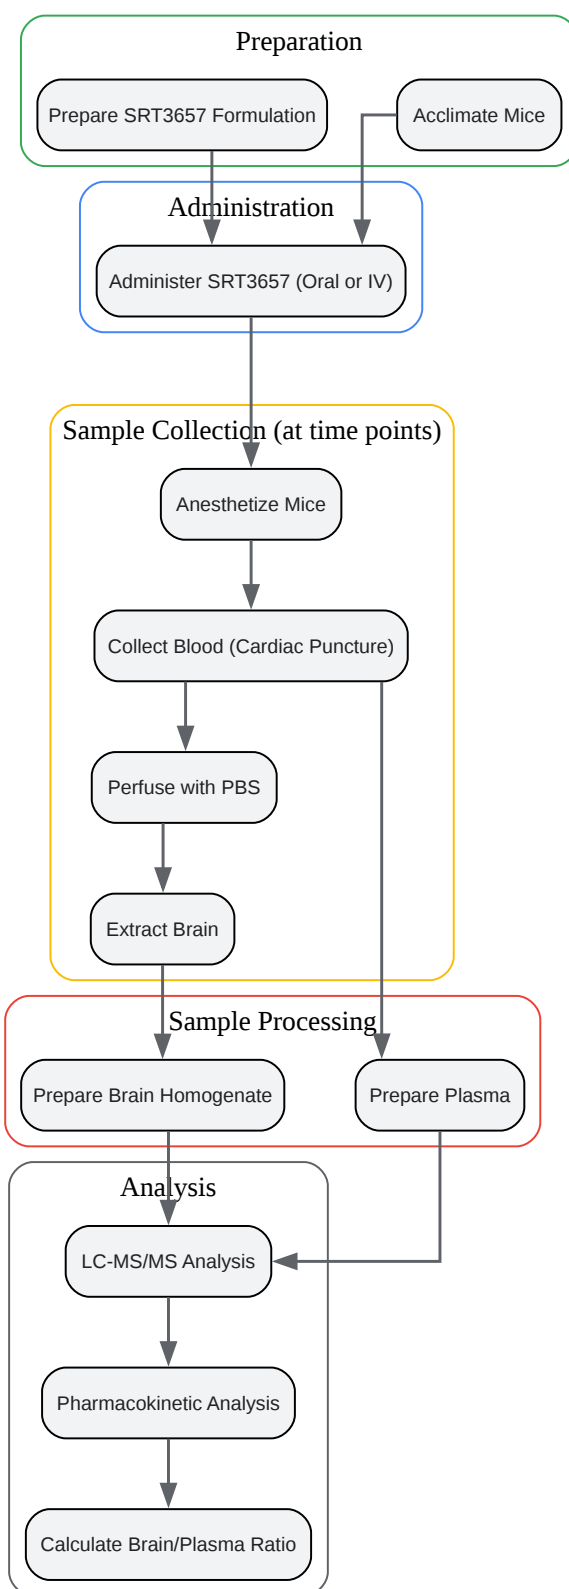 Preparation
Prepare SRT3657 Formulation
Acclimate Mice
Administration
Administer SRT3657 (Oral or IV)
Sample Collection (at time points)
Anesthetize Mice
Collect Blood (Cardiac Puncture)
Perfuse with PBS
Extract Brain
Sample Processing
Prepare Brain Homogenate
Prepare Plasma
Analysis
LC-MS/MS Analysis
Pharmacokinetic Analysis
Calculate Brain/Plasma Ratio